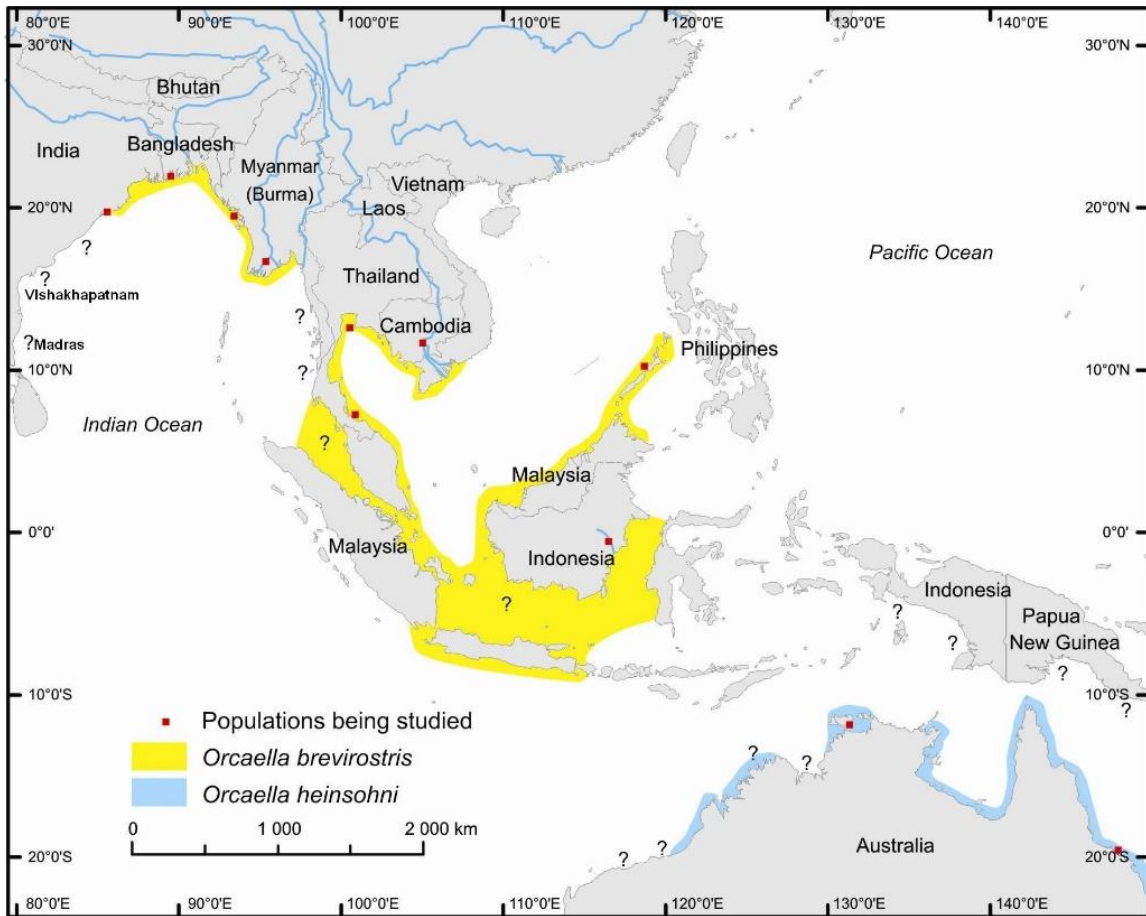 80°0'E 90°0'E 100°0'E 110°0'E 120°0'E 130°0'E 140°0'E
30°0'N 30°0'N
Bhutan
Bangladesh
India
Myanmar
(Burma)
Vietnam
Laos
20°0'N 20°0'N
?
Pacific Ocean
Thailand
?
VIshakhapatnam
?
Cambodia
?Madras
Philippines
10°0'N ? 10°0'N
Indian Ocean
?
Malaysia
0°0' 0°0'
Malaysia
Indonesia
Indonesia
?
?
Papua
New Guinea
?
?
10°0'S 10°0'S
?
Populations being studied
Orcaella brevirostris
?
?
Orcaella heinsohni
0 1 000 2 000 km
Australia
?
?
20°0'S 20°0'S
80°0'E 90°0'E 100°0'E 110°0'E 120°0'E 130°0'E 140°0'E